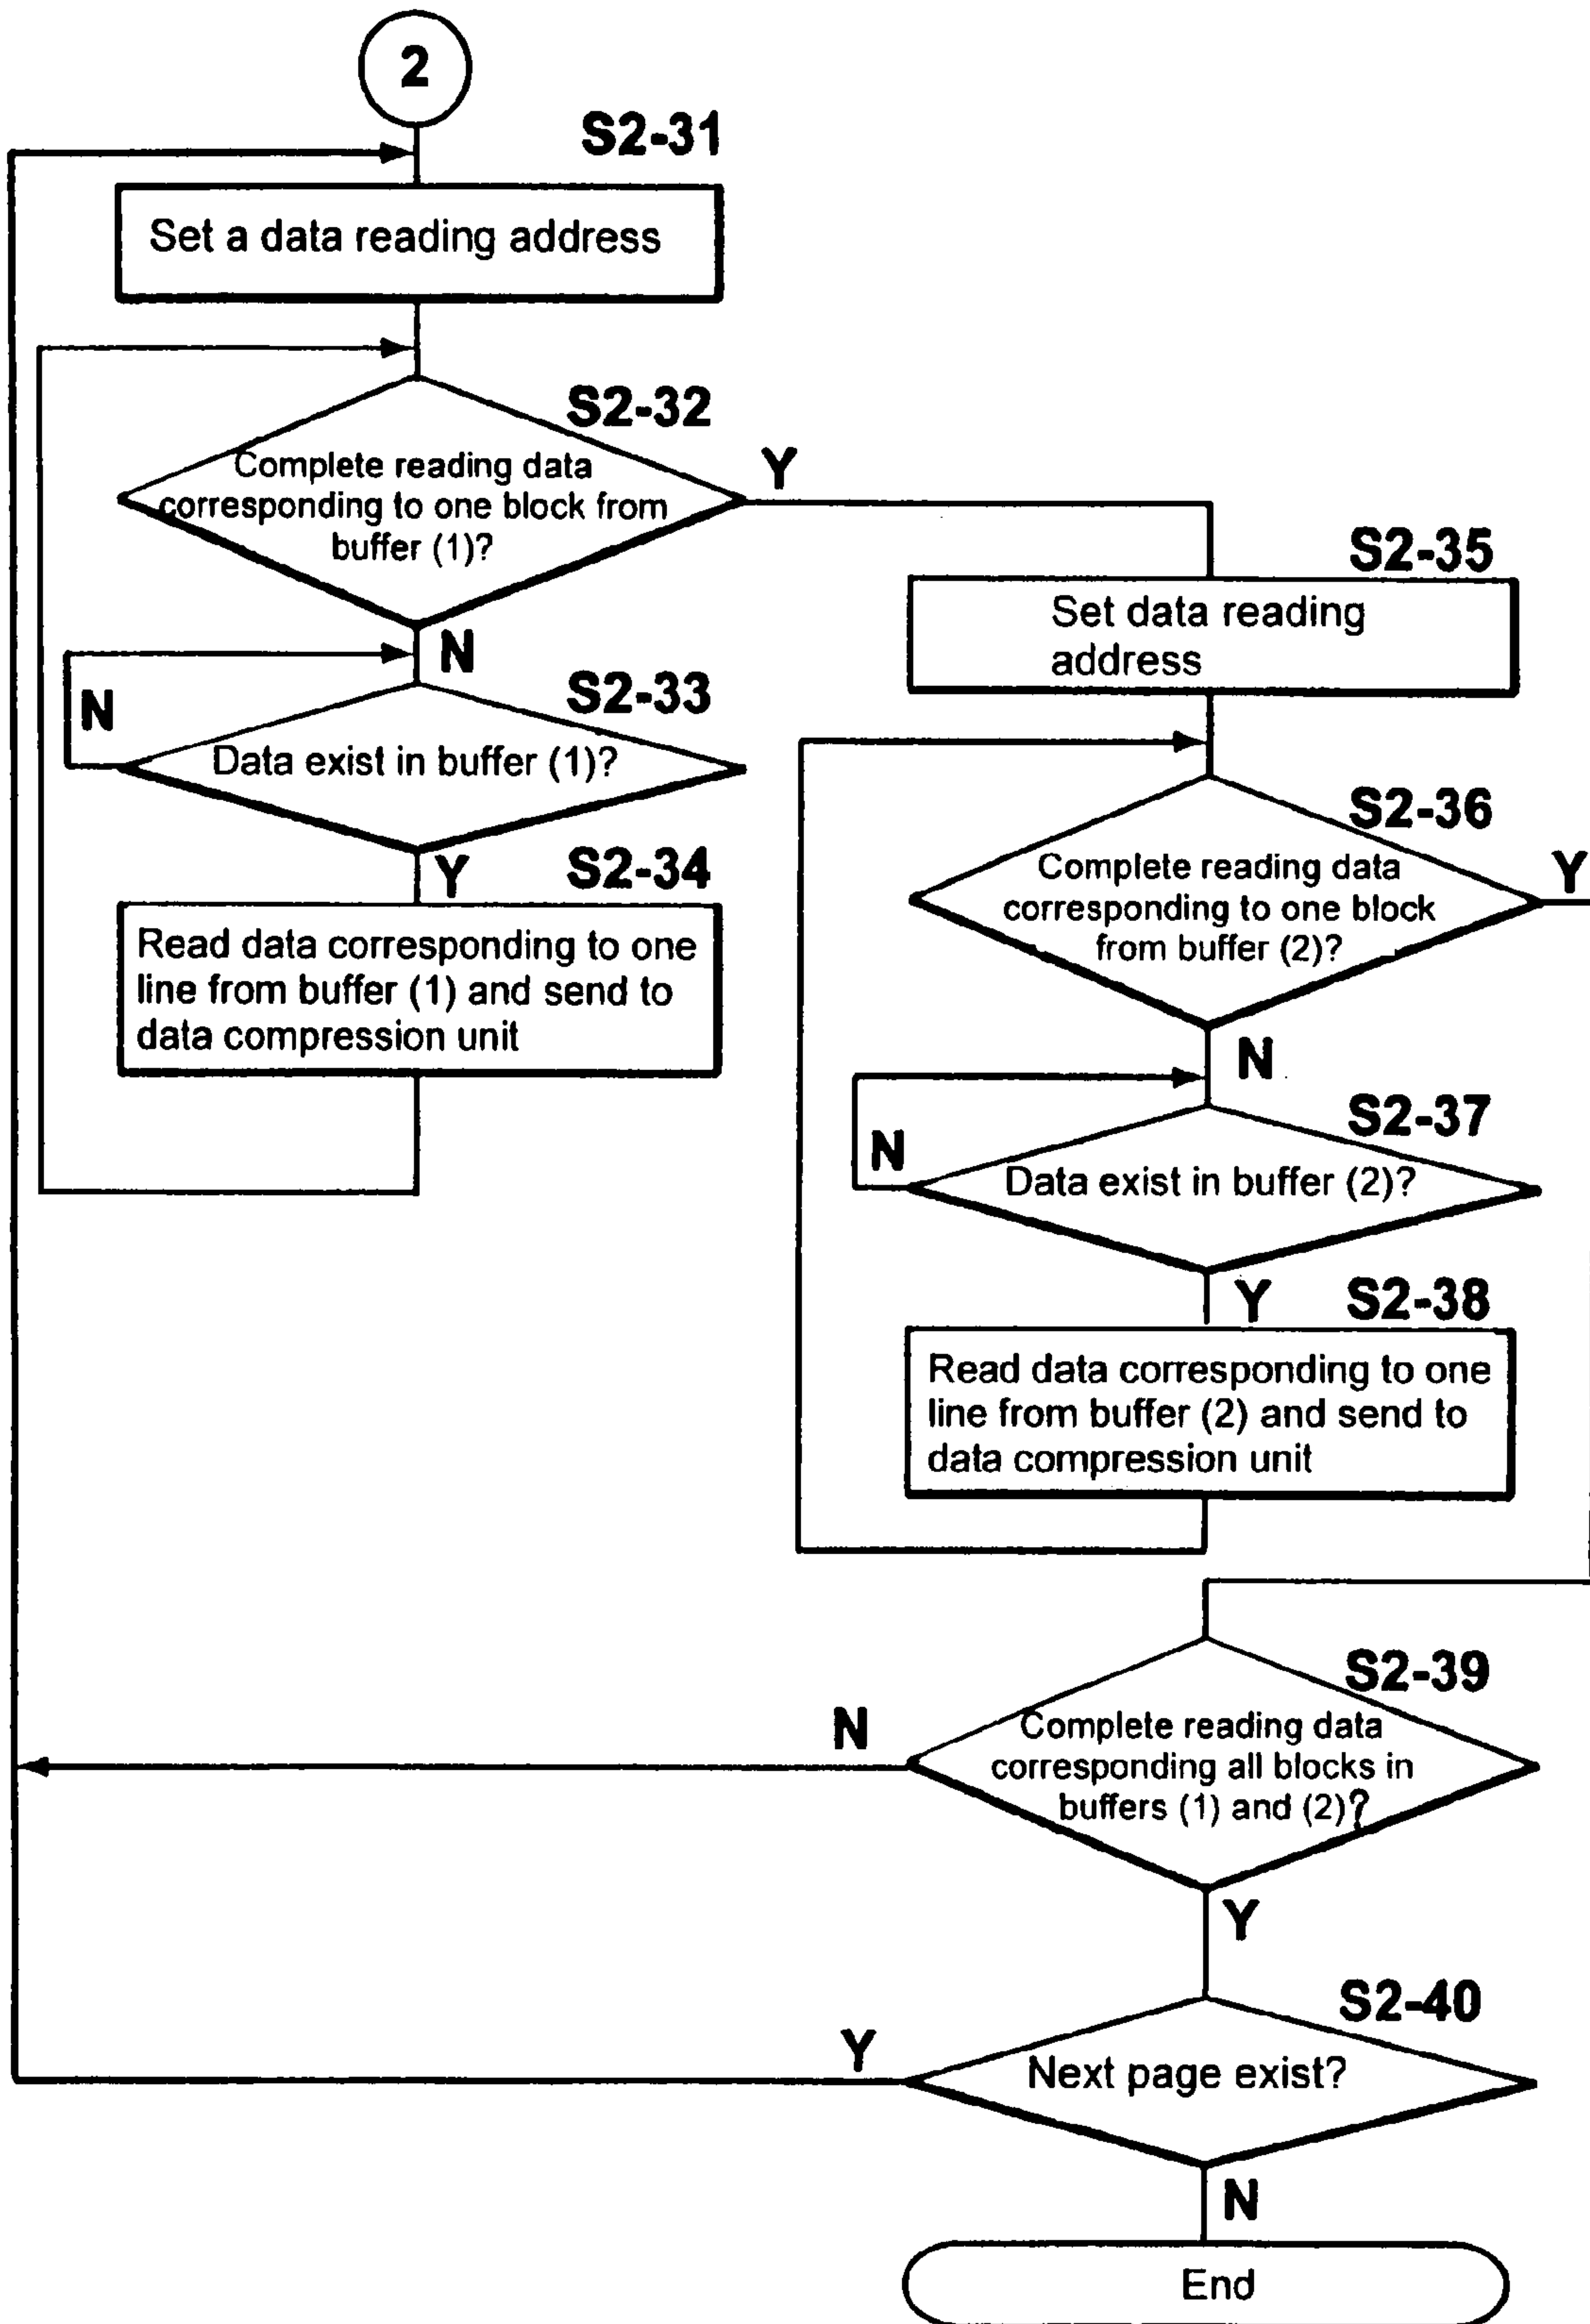 2
S2-31
Set a data reading address
S2-32
Complete reading data
corresponding to one block from
buffer (1)?
Y
N
S2-33
N
Data exist in buffer (1)?
Y
S2-34
Read data corresponding to one
line from buffer (1) and send to
data compression unit
S2-35
Set data reading
address
S2-36
Complete reading data
corresponding to one block
from buffer (2)?
Y
N
S2-37
N
Data exist in buffer (2)?
Y
S2-38
Read data corresponding to one
line from buffer (2) and send to
data compression unit
S2-39
N
Complete reading data
corresponding all blocks in
buffers (1) and (2)?
Y
S2-40
Y
Next page exist?
N
End